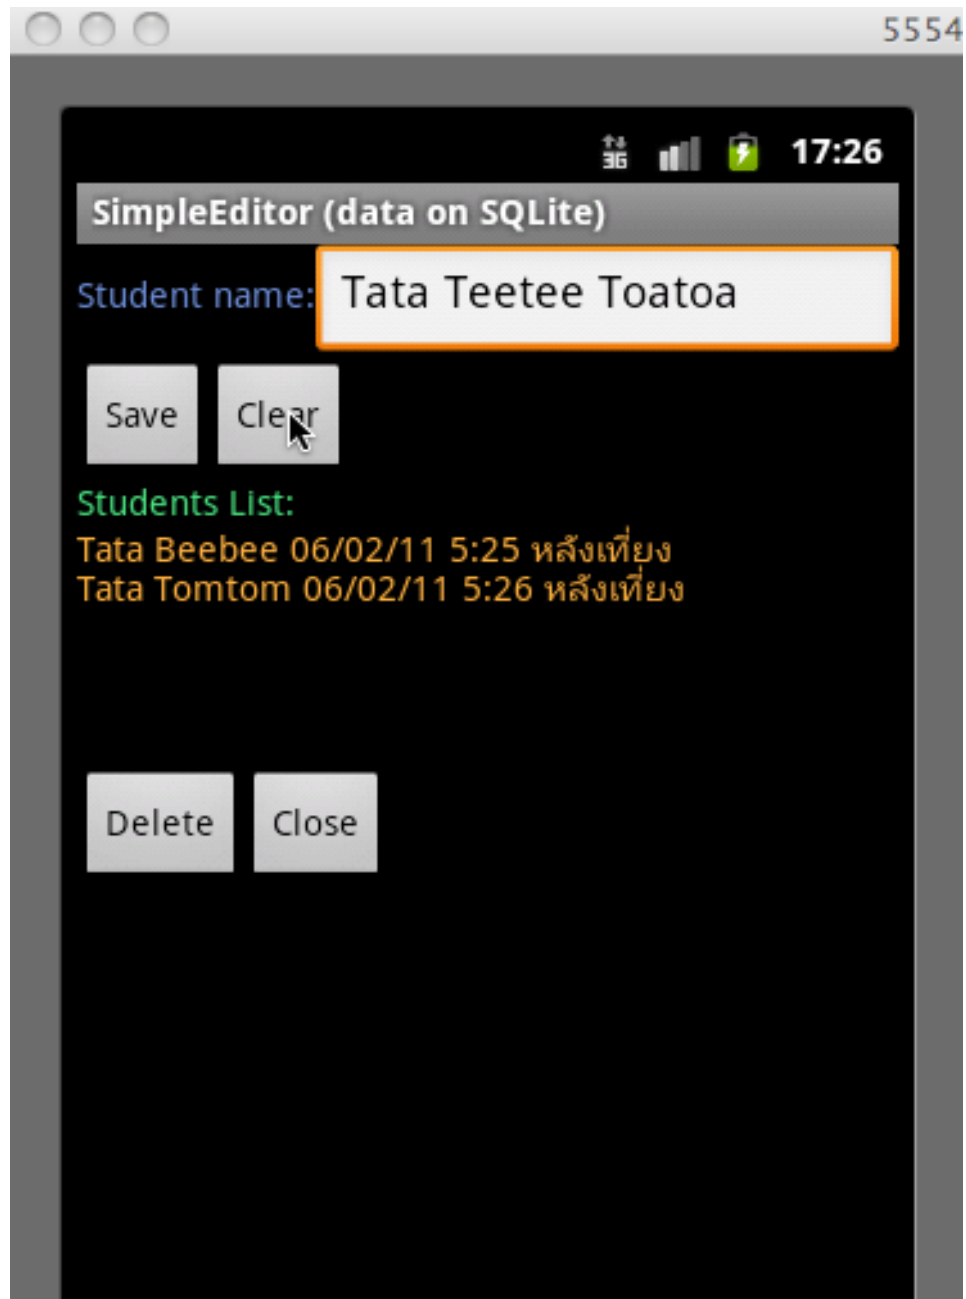 5554
3G
17:26
SimpleEditor (data on SQLite)
Student name: Tata Teetee Toatoa
Save Clear
Students List:
Tata Beebee 06/02/11 5:25 หลังเที่ยง
Tata Tomtom 06/02/11 5:26 หลังเที่ยง
Delete Close